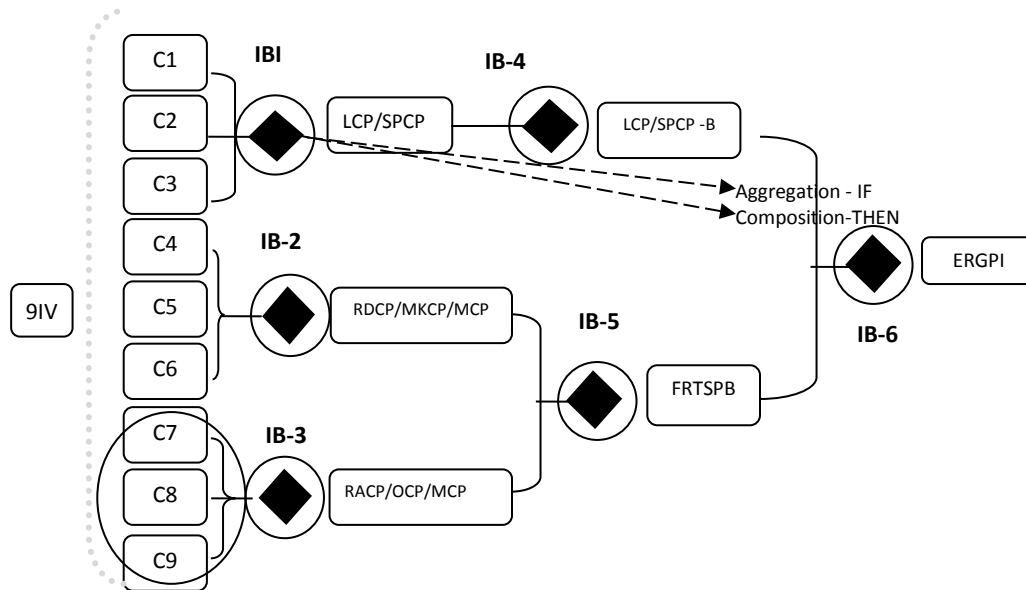 C1
IBI
IB-4
C2
LCP/SPCP
LCP/SPCP -B
C3
Aggregation - IF
Composition-THEN
C4
IB-2
ERGPI
9IV
C5
RDCP/MKCP/MCP
IB-5
IB-6
C6
FRTSPB
C7
IB-3
C8
RACP/OCP/MCP
C9